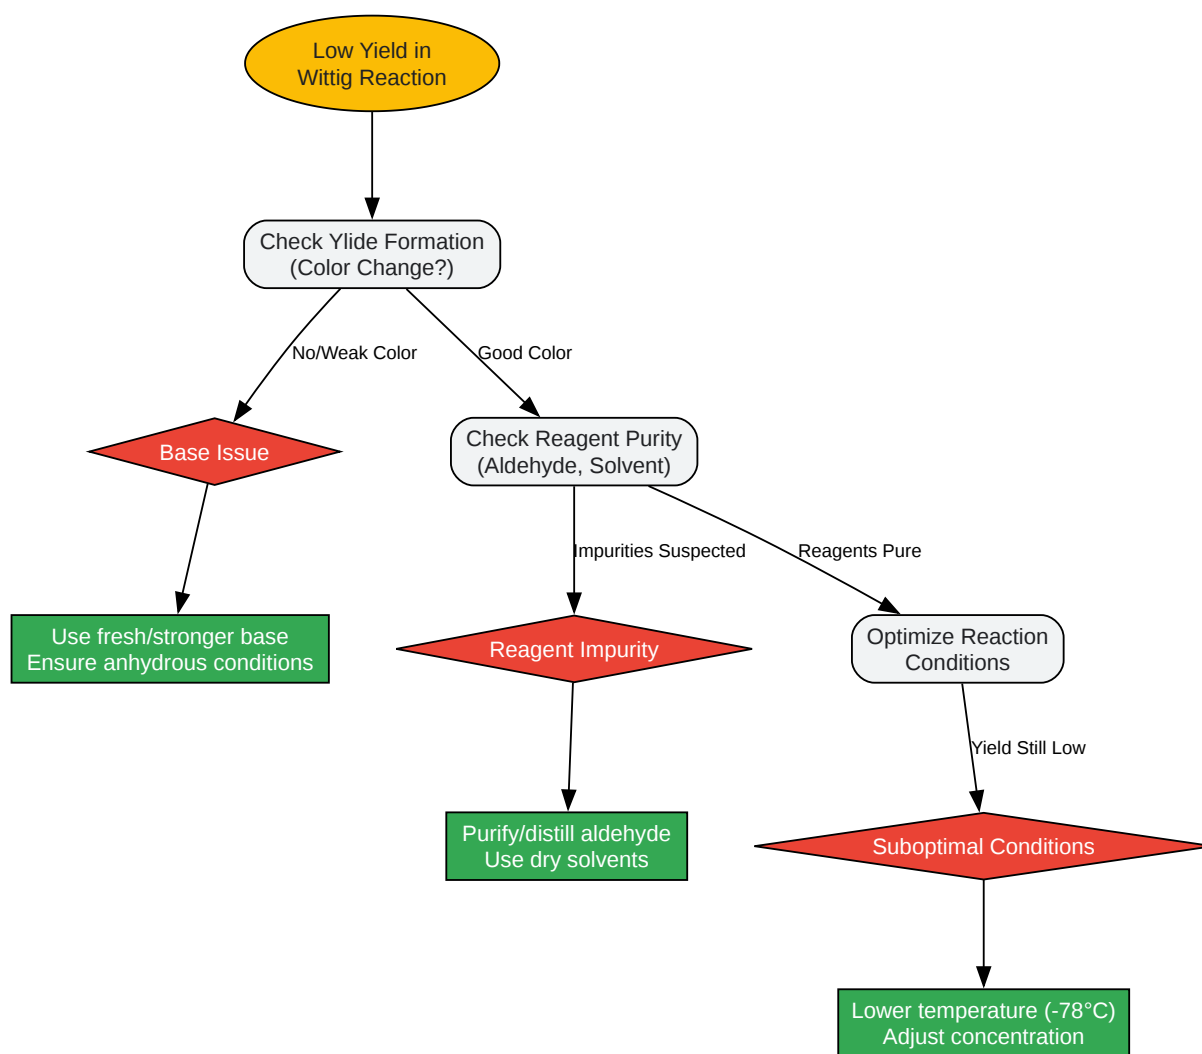 Low Yield in
Wittig Reaction
Check Ylide Formation
(Color Change?)
No/Weak Color
Good Color
Base Issue
Check Reagent Purity
(Aldehyde, Solvent)
Impurities Suspected
Reagents Pure
Use fresh/stronger base
Ensure anhydrous conditions
Reagent Impurity
Optimize Reaction
Conditions
Yield Still Low
Purify/distill aldehyde
Use dry solvents
Suboptimal Conditions
Lower temperature (-78°C)
Adjust concentration